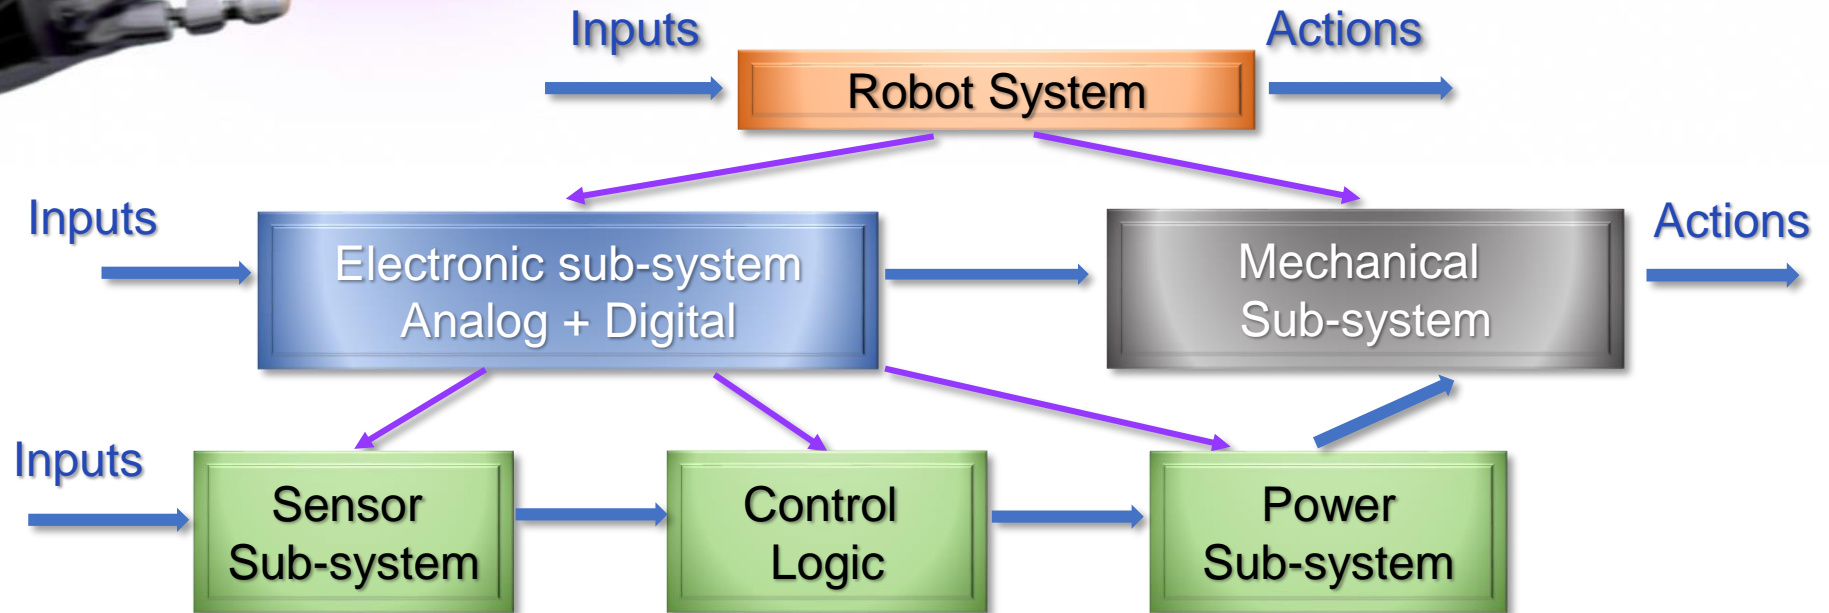 Inputs
Actions
Robot System
Inputs
Electronic sub-system
Analog + Digital
Mechanical
Sub-system
Actions
Inputs
Sensor
Sub-system
Control
Logic
Power
Sub-system